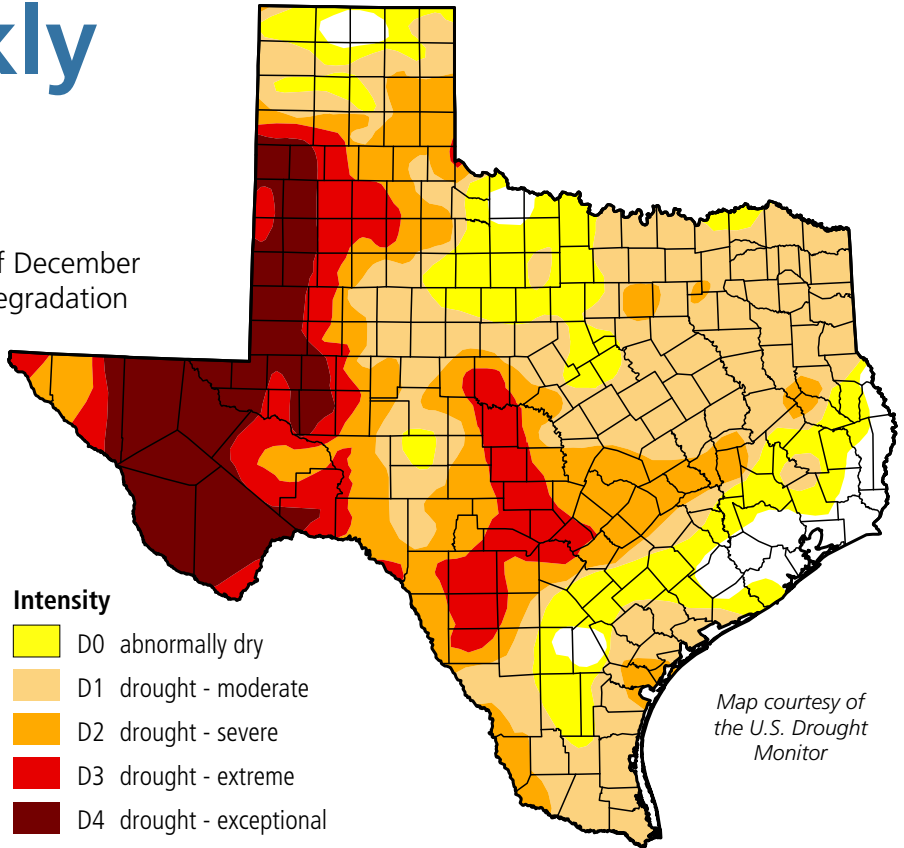 kly
f December
egradation
Intensity
D0 abnormally dry
D1 drought - moderate
D2 drought - severe
D3 drought - extreme
D4 drought - exceptional
Map courtesy of
the U.S. Drought
Monitor